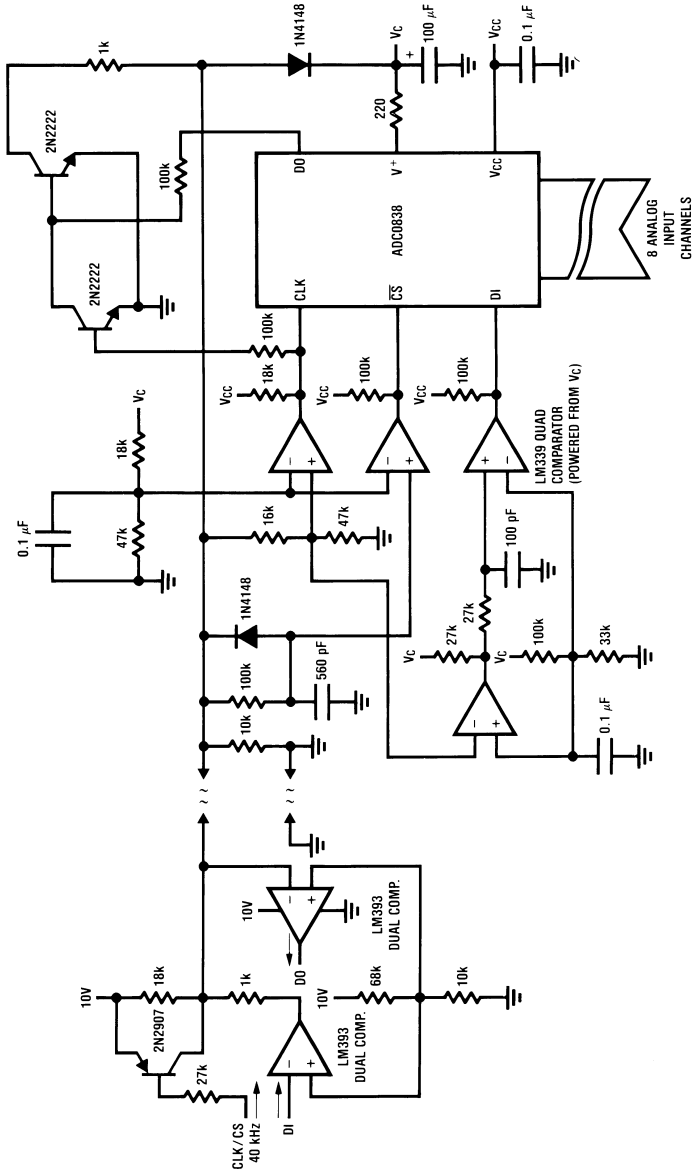 10V
18k
2N2907
27k
CLK/CS
40 kHz
DI
1k
LM393
DUAL COMP.
10V
68k
10k
10V
−
+
DO
LM393
DUAL COMP.
−
+
~
~
~
~
10k
100k
1N4148
560 pF
0.1 μF
47k
18k
VC
16k
47k
−
+
VCC
18k
100k
−
+
VCC
100k
−
+
0.1 μF
VC
27k
27k
VC
100k
33k
100 pF
+
−
VCC
100k
LM339 QUAD
COMPARATOR
(POWERED FROM VC)
2N2222
2N2222
1k
100k
CLK
CS
DI
ADC0838
DO
V+
VCC
1N4148
220
VC
+
100 μF
VCC
0.1 μF
8 ANALOG
INPUT
CHANNELS